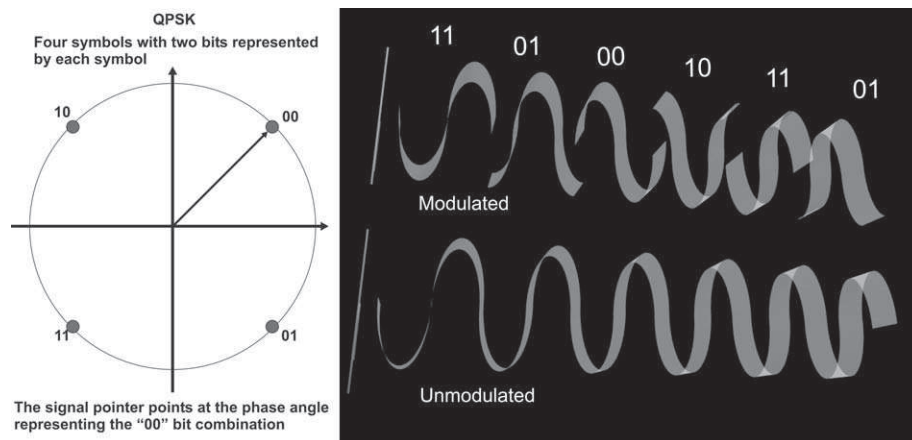 QPSK
Four symbols with two bits represented
by each symbol
10
00
11
01
The signal pointer points at the phase angle
representing the “00” bit combination
11
01
00
10
11
01
Modulated
Unmodulated